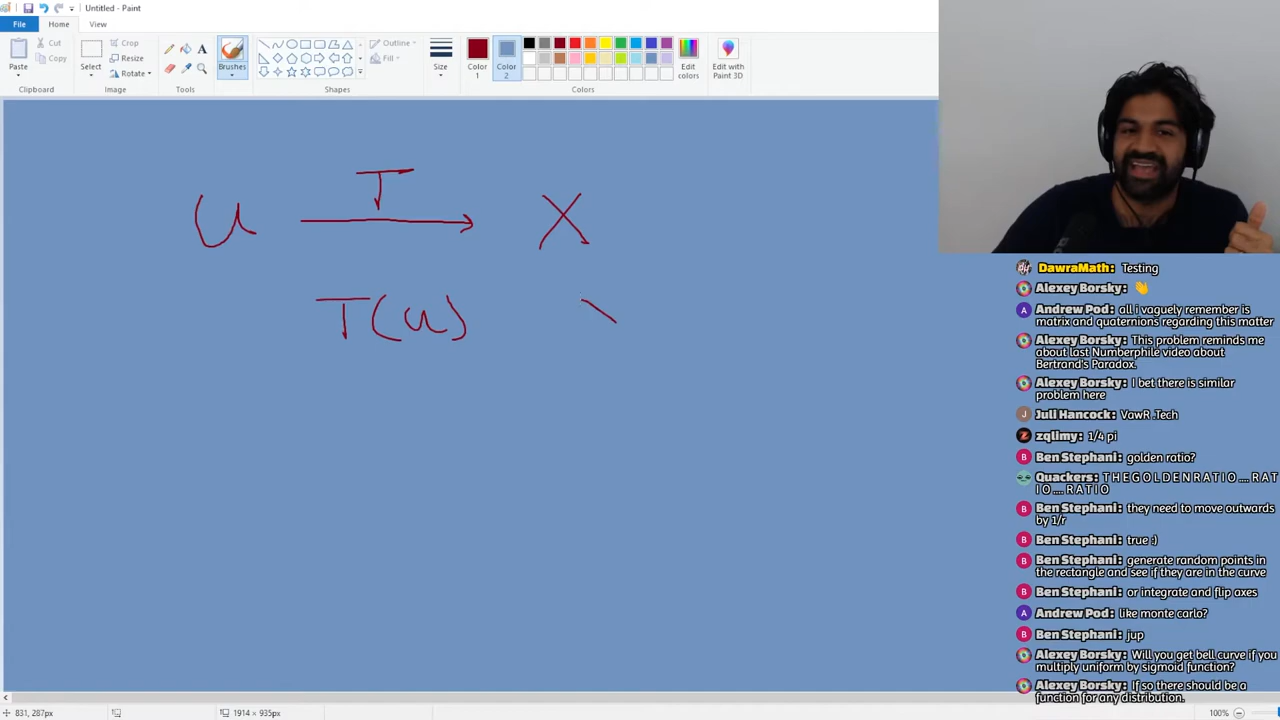 Untitled - Paint
File Home View
Paste
Cut
Copy
Clipboard
Select
Crop
Resize
Rotate
Image
A
Tools
Brushes
Shapes
Outline
Fill
Size
Color 1
Color 2
Edit colors
Colors
Edit with Paint 3D
T
u X
T(u)
DawraMath: Testing
Alexey Borsky: 👋
Andrew Pod: all i vaguely remember is
matrix and quaternions regarding this matter
Alexey Borsky: This problem reminds me
about last Numberphile video about
Bertrand's Paradox.
Alexey Borsky: I bet there is similar
problem here
Juli Hancock: VawR .Tech
zqlimy: 1/4 pi
Ben Stephani: golden ratio?
Quackers: T H E G O L D E N R A T I O .... R A T
I O .... R A T I O
Ben Stephani: they need to move outwards
by 1/r
Ben Stephani: true :)
Ben Stephani: generate random points in
the rectangle and see if they are in the curve
Ben Stephani: or integrate and flip axes
Andrew Pod: like monte carlo?
Ben Stephani: jup
Alexey Borsky: Will you get bell curve if you
multiply uniform by sigmoid function?
Alexey Borsky: If so there should be a
function for any distribution.
831, 287px
1914 × 935px
100%